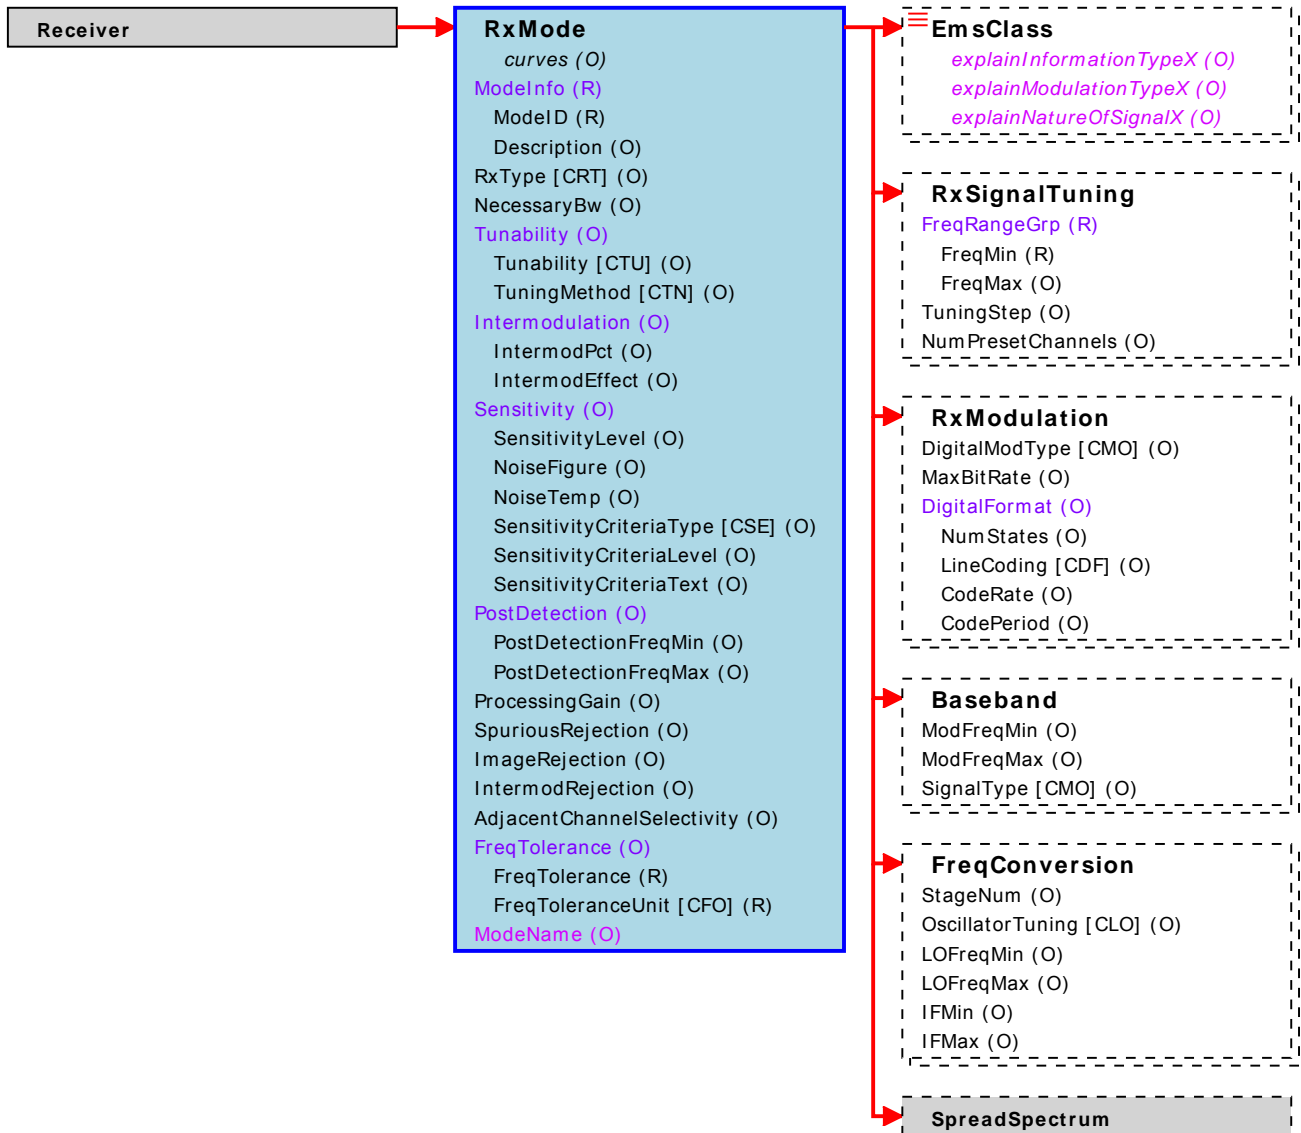 Receiver
RxMode
curves (O)
ModeInfo (R)
ModeID (R)
Description (O)
RxType [CRT] (O)
NecessaryBw (O)
Tunability (O)
Tunability [CTU] (O)
TuningMethod [CTN] (O)
Intermodulation (O)
IntermodPct (O)
IntermodEffect (O)
Sensitivity (O)
SensitivityLevel (O)
NoiseFigure (O)
NoiseTemp (O)
SensitivityCriteriaType [CSE] (O)
SensitivityCriteriaLevel (O)
SensitivityCriteriaText (O)
PostDetection (O)
PostDetectionFreqMin (O)
PostDetectionFreqMax (O)
ProcessingGain (O)
SpuriousRejection (O)
ImageRejection (O)
IntermodRejection (O)
AdjacentChannelSelectivity (O)
FreqTolerance (O)
FreqTolerance (R)
FreqToleranceUnit [CFO] (R)
ModeName (O)
EmsClass
explainInformationTypeX (O)
explainModulationTypeX (O)
explainNatureOfSignalX (O)
RxSignalTuning
FreqRangeGrp (R)
FreqMin (R)
FreqMax (O)
TuningStep (O)
NumPresetChannels (O)
RxModulation
DigitalModType [CMO] (O)
MaxBitRate (O)
DigitalFormat (O)
NumStates (O)
LineCoding [CDF] (O)
CodeRate (O)
CodePeriod (O)
Baseband
ModFreqMin (O)
ModFreqMax (O)
SignalType [CMO] (O)
FreqConversion
StageNum (O)
OscillatorTuning [CLO] (O)
LOFreqMin (O)
LOFreqMax (O)
IFMin (O)
IFMax (O)
SpreadSpectrum